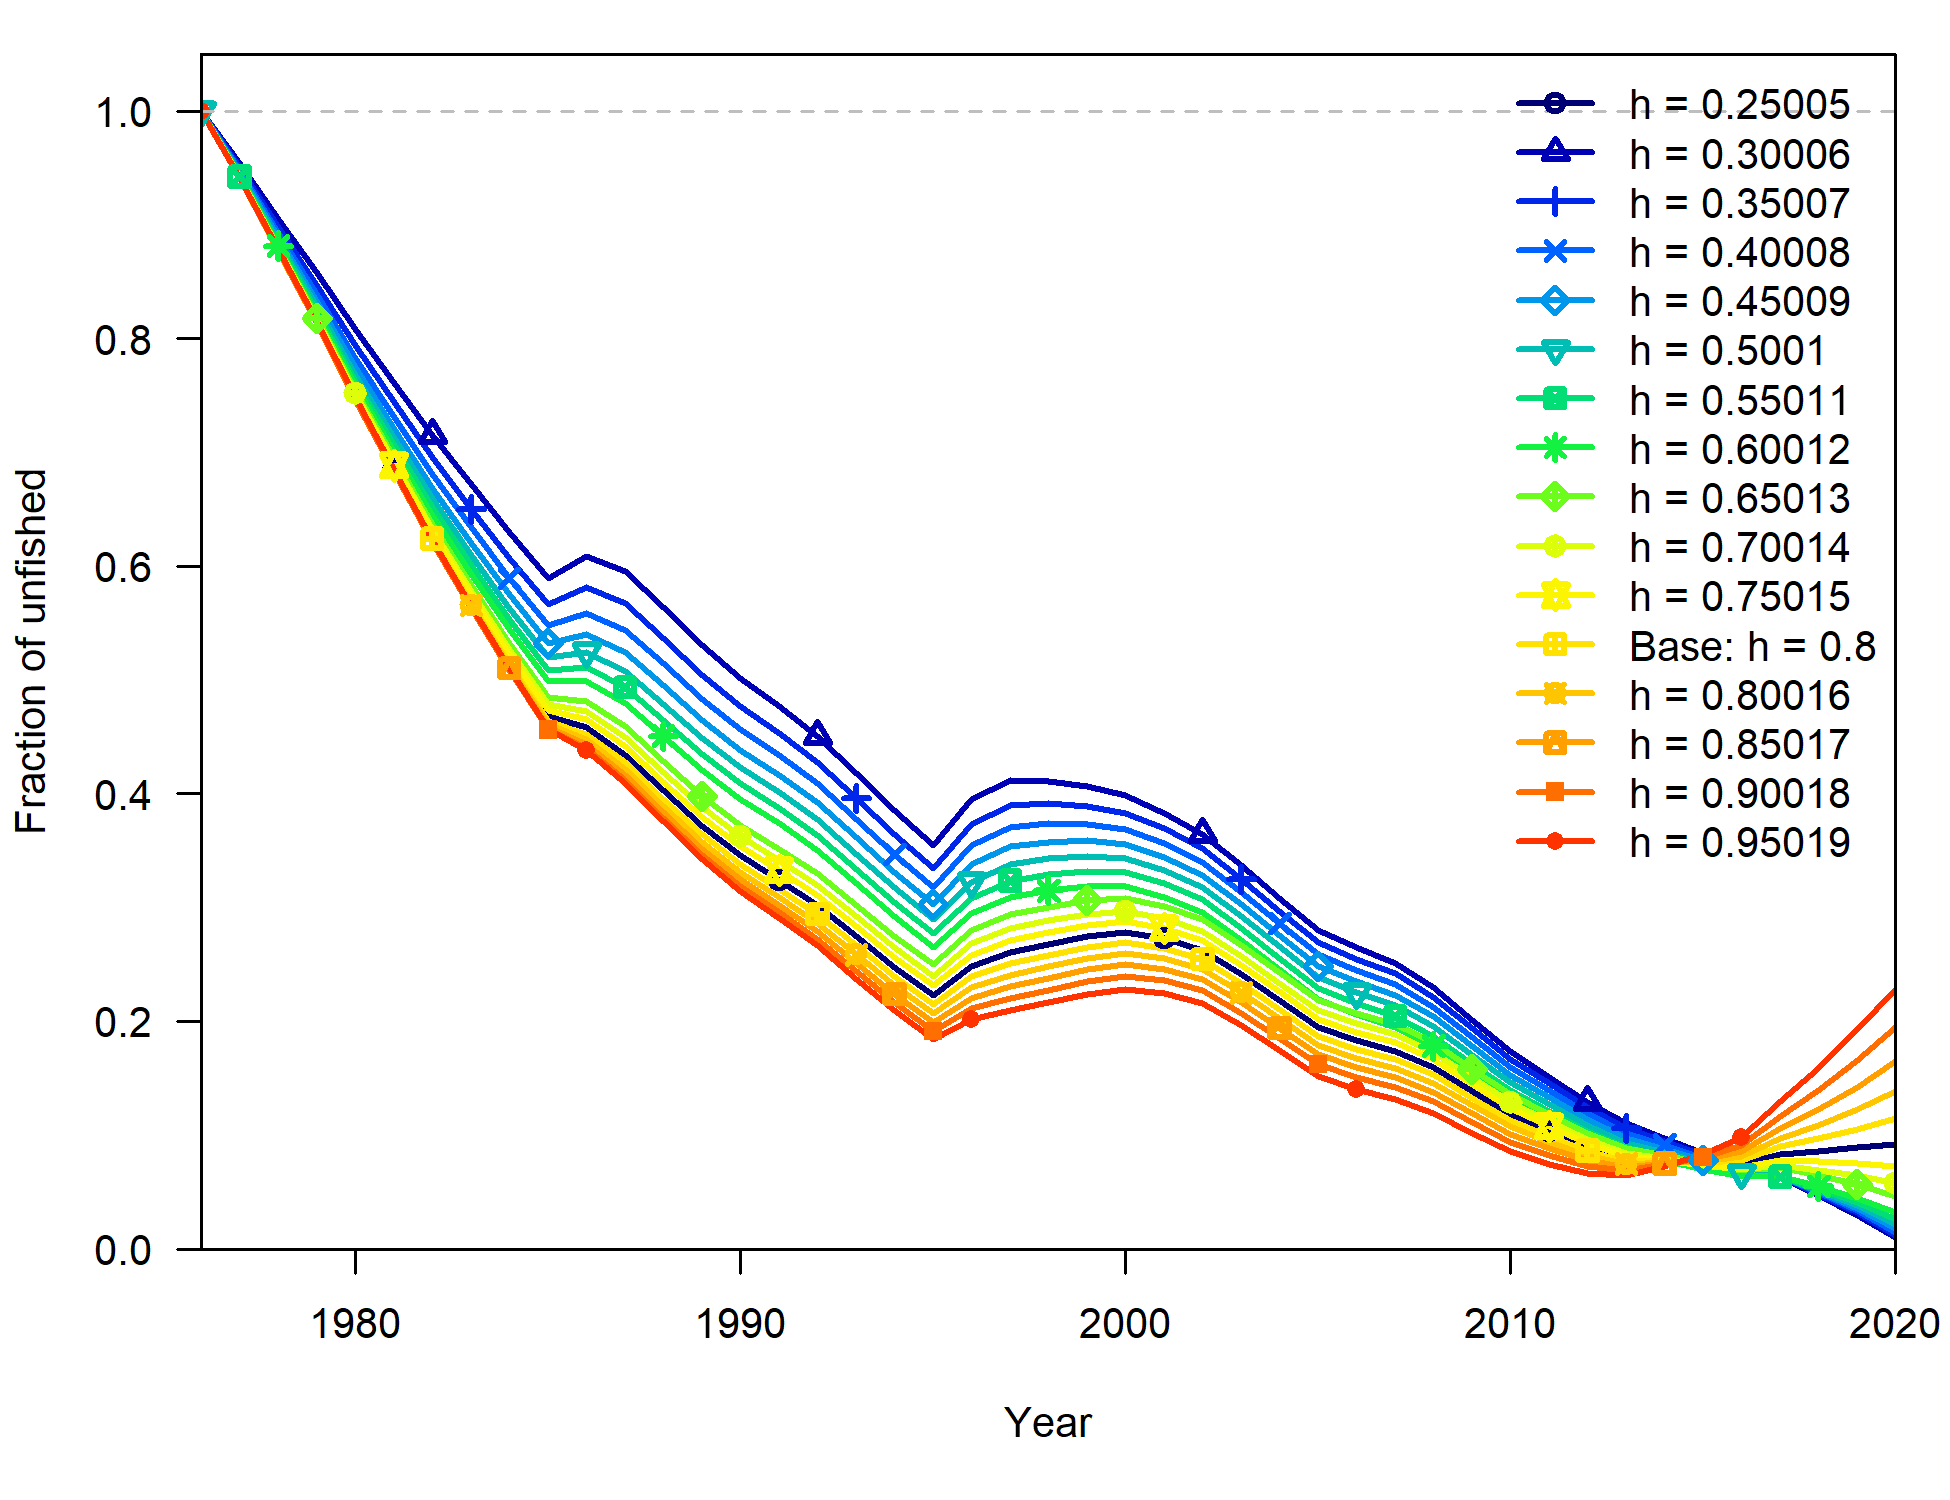 1.0
0.8
0.6
0.4
0.2
0.0
Fraction of unfished
1980 1990 2000 2010 2020
Year
h = 0.25005
h = 0.30006
h = 0.35007
h = 0.40008
h = 0.45009
h = 0.5001
h = 0.55011
h = 0.60012
h = 0.65013
h = 0.70014
h = 0.75015
Base: h = 0.8
h = 0.80016
h = 0.85017
h = 0.90018
h = 0.95019